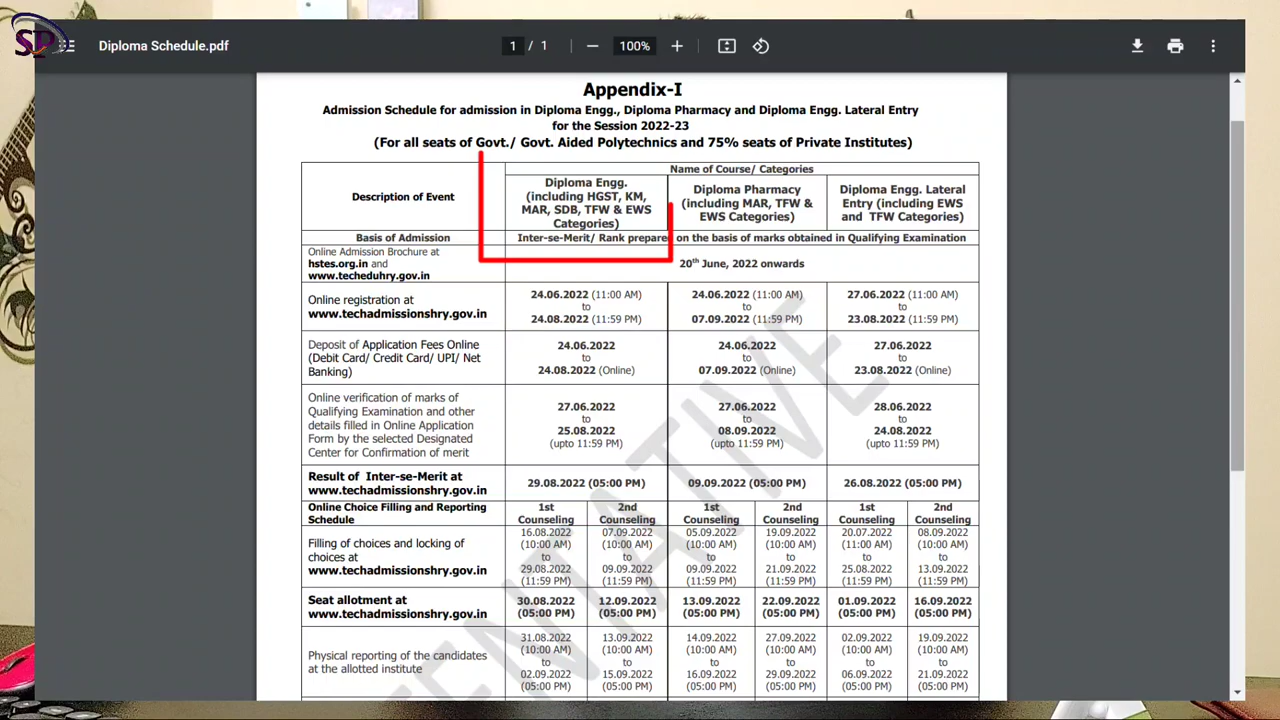 SP
Diploma Schedule.pdf
1 / 1
100%
Appendix-I
Admission Schedule for admission in Diploma Engg., Diploma Pharmacy and Diploma Engg. Lateral Entry
for the Session 2022-23
(For all seats of Govt./ Govt. Aided Polytechnics and 75% seats of Private Institutes)
Description of Event
Name of Course/ Categories
Diploma Engg.
(including HGST, KM,
MAR, SDB, TFW & EWS
Categories)
Diploma Pharmacy
(including MAR, TFW &
EWS Categories)
Diploma Engg. Lateral
Entry (including EWS
and TFW Categories)
Basis of Admission
Inter-se-Merit/ Rank prepared on the basis of marks obtained in Qualifying Examination
Online Admission Brochure at
hstes.org.in and
www.techeduhry.gov.in
20th June, 2022 onwards
Online registration at
www.techadmissionshry.gov.in
24.06.2022 (11:00 AM)
to
24.08.2022 (11:59 PM)
24.06.2022 (11:00 AM)
to
07.09.2022 (11:59 PM)
27.06.2022 (11:00 AM)
to
23.08.2022 (11:59 PM)
Deposit of Application Fees Online
(Debit Card/ Credit Card/ UPI/ Net
Banking)
24.06.2022
to
24.08.2022 (Online)
24.06.2022
to
07.09.2022 (Online)
27.06.2022
to
23.08.2022 (Online)
Online verification of marks of
Qualifying Examination and other
details filled in Online Application
Form by the selected Designated
Center for Confirmation of merit
27.06.2022
to
25.08.2022
(upto 11:59 PM)
27.06.2022
to
08.09.2022
(upto 11:59 PM)
28.06.2022
to
24.08.2022
(upto 11:59 PM)
Result of Inter-se-Merit at
www.techadmissionshry.gov.in
29.08.2022 (05:00 PM)
09.09.2022 (05:00 PM)
26.08.2022 (05:00 PM)
Online Choice Filling and Reporting
Schedule
1st
Counseling
2nd
Counseling
1st
Counseling
2nd
Counseling
1st
Counseling
2nd
Counseling
Filling of choices and locking of
choices at
www.techadmissionshry.gov.in
16.08.2022
(10:00 AM)
to
29.08.2022
(11:59 PM)
07.09.2022
(10:00 AM)
to
09.09.2022
(11:59 PM)
05.09.2022
(10:00 AM)
to
09.09.2022
(11:59 PM)
19.09.2022
(10:00 AM)
to
21.09.2022
(11:59 PM)
20.07.2022
(11:00 AM)
to
25.08.2022
(11:59 PM)
08.09.2022
(10:00 AM)
to
13.09.2022
(11:59 PM)
Seat allotment at
www.techadmissionshry.gov.in
30.08.2022
(05:00 PM)
12.09.2022
(05:00 PM)
13.09.2022
(05:00 PM)
22.09.2022
(05:00 PM)
01.09.2022
(05:00 PM)
16.09.2022
(05:00 PM)
Physical reporting of the candidates
at the allotted institute
31.08.2022
(10:00 AM)
to
02.09.2022
(05:00 PM)
13.09.2022
(10:00 AM)
to
15.09.2022
(05:00 PM)
14.09.2022
(10:00 AM)
to
16.09.2022
(05:00 PM)
27.09.2022
(10:00 AM)
to
29.09.2022
(05:00 PM)
02.09.2022
(10:00 AM)
to
06.09.2022
(05:00 PM)
19.09.2022
(10:00 AM)
to
21.09.2022
(05:00 PM)
ENTATIVE